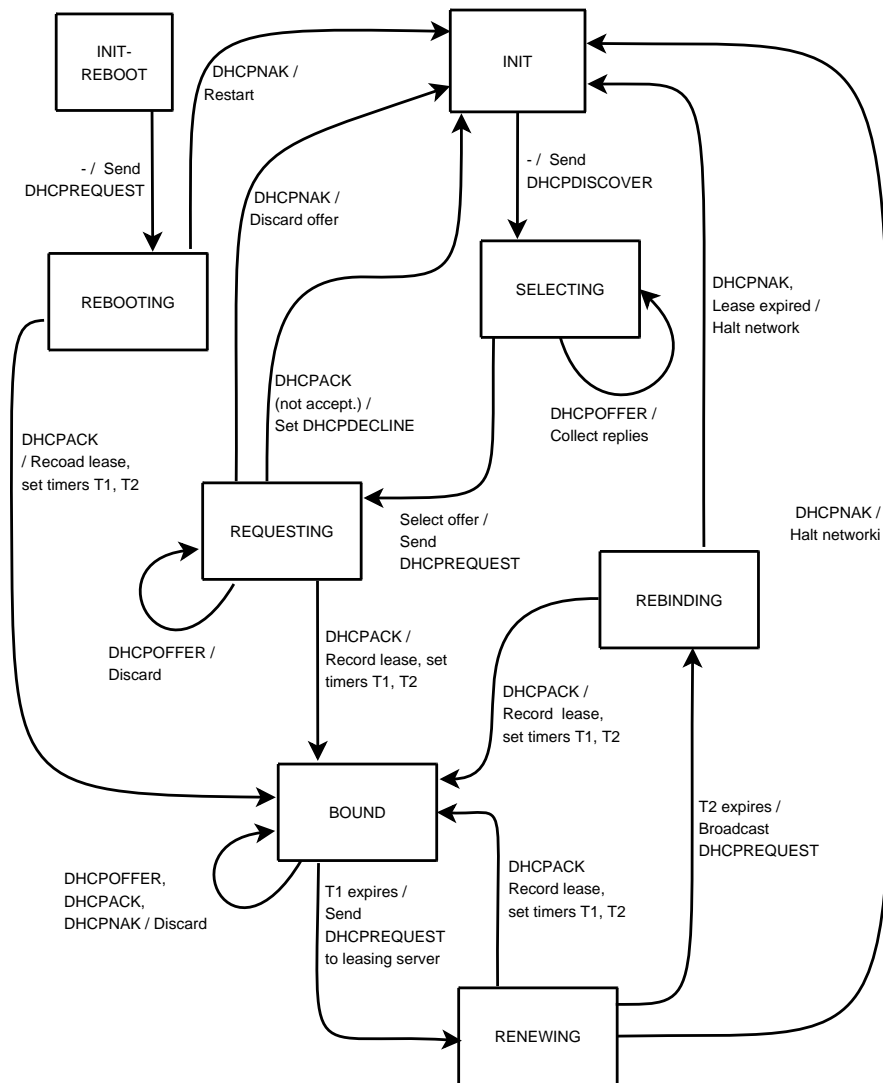 INIT-
REBOOT
INIT
DHCPNAK /
Restart
- /  Send
DHCPREQUEST
- /  Send
DHCPDISCOVER
DHCPNAK /
Discard offer
REBOOTING
SELECTING
DHCPNAK,
Lease expired /
Halt network
DHCPACK
(not accept.) /
Set DHCPDECLINE
DHCPOFFER /
Collect replies
DHCPACK
/ Recoad lease,
set timers T1, T2
REQUESTING
Select offer /
Send
DHCPREQUEST
DHCPNAK /
Halt networki
REBINDING
DHCPOFFER /
Discard
DHCPACK /
Record lease, set
timers T1, T2
DHCPACK /
Record  lease,
set timers T1, T2
BOUND
T2 expires /
Broadcast
DHCPREQUEST
DHCPOFFER,
DHCPACK,
DHCPNAK / Discard
T1 expires /
Send
DHCPREQUEST
to leasing server
DHCPACK
Record lease,
set timers T1, T2
RENEWING